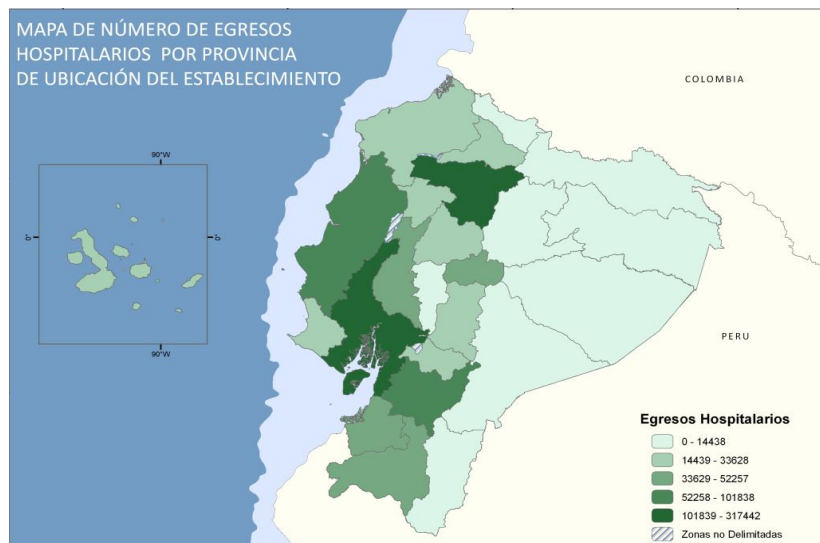 MAPA DE NÚMERO DE EGRESOS
HOSPITALARIOS POR PROVINCIA
DE UBICACIÓN DEL ESTABLECIMIENTO
COLOMBIA
90°W
0°
0°
90°W
PERU
Egresos Hospitalarios
0 - 14438
14439 - 33628
33629 - 52257
52258 - 101838
101839 - 317442
Zonas no Delimitadas